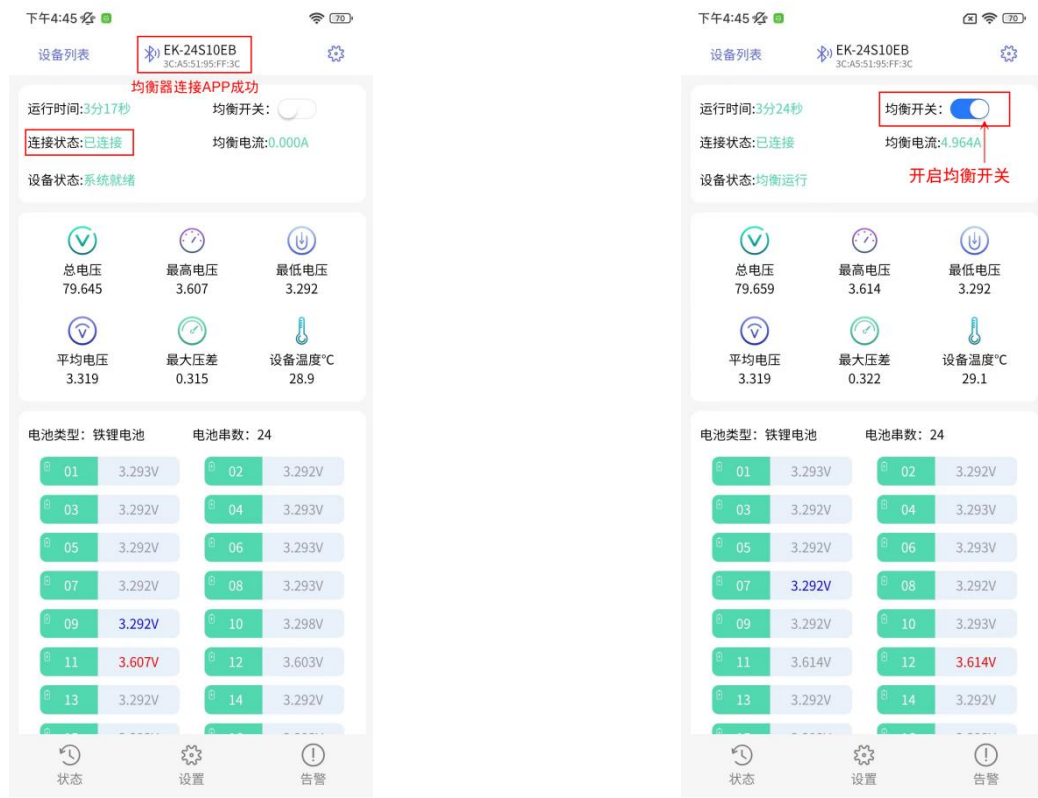 下午4:45 70
设备列表 EK-24S10EB
3C:A5:51:95:FF:3C
均衡器连接APP成功
运行时间:3分17秒 均衡开关:
连接状态:已连接 均衡电流:0.000A
设备状态:系统就绪
总电压 最高电压 最低电压
79.645 3.607 3.292
平均电压 最大压差 设备温度°C
3.319 0.315 28.9
电池类型: 铁锂电池 电池串数: 24
01 3.293V 02 3.292V
03 3.292V 04 3.293V
05 3.292V 06 3.293V
07 3.292V 08 3.293V
09 3.292V 10 3.298V
11 3.607V 12 3.603V
13 3.292V 14 3.292V
状态 设置 告警
下午4:45 70
设备列表 EK-24S10EB
3C:A5:51:95:FF:3C
运行时间:3分24秒 均衡开关:
连接状态:已连接 均衡电流:4.964A
设备状态:均衡运行 开启均衡开关
总电压 最高电压 最低电压
79.659 3.614 3.292
平均电压 最大压差 设备温度°C
3.319 0.322 29.1
电池类型: 铁锂电池 电池串数: 24
01 3.293V 02 3.292V
03 3.292V 04 3.293V
05 3.292V 06 3.293V
07 3.292V 08 3.292V
09 3.292V 10 3.293V
11 3.614V 12 3.614V
13 3.292V 14 3.292V
状态 设置 告警